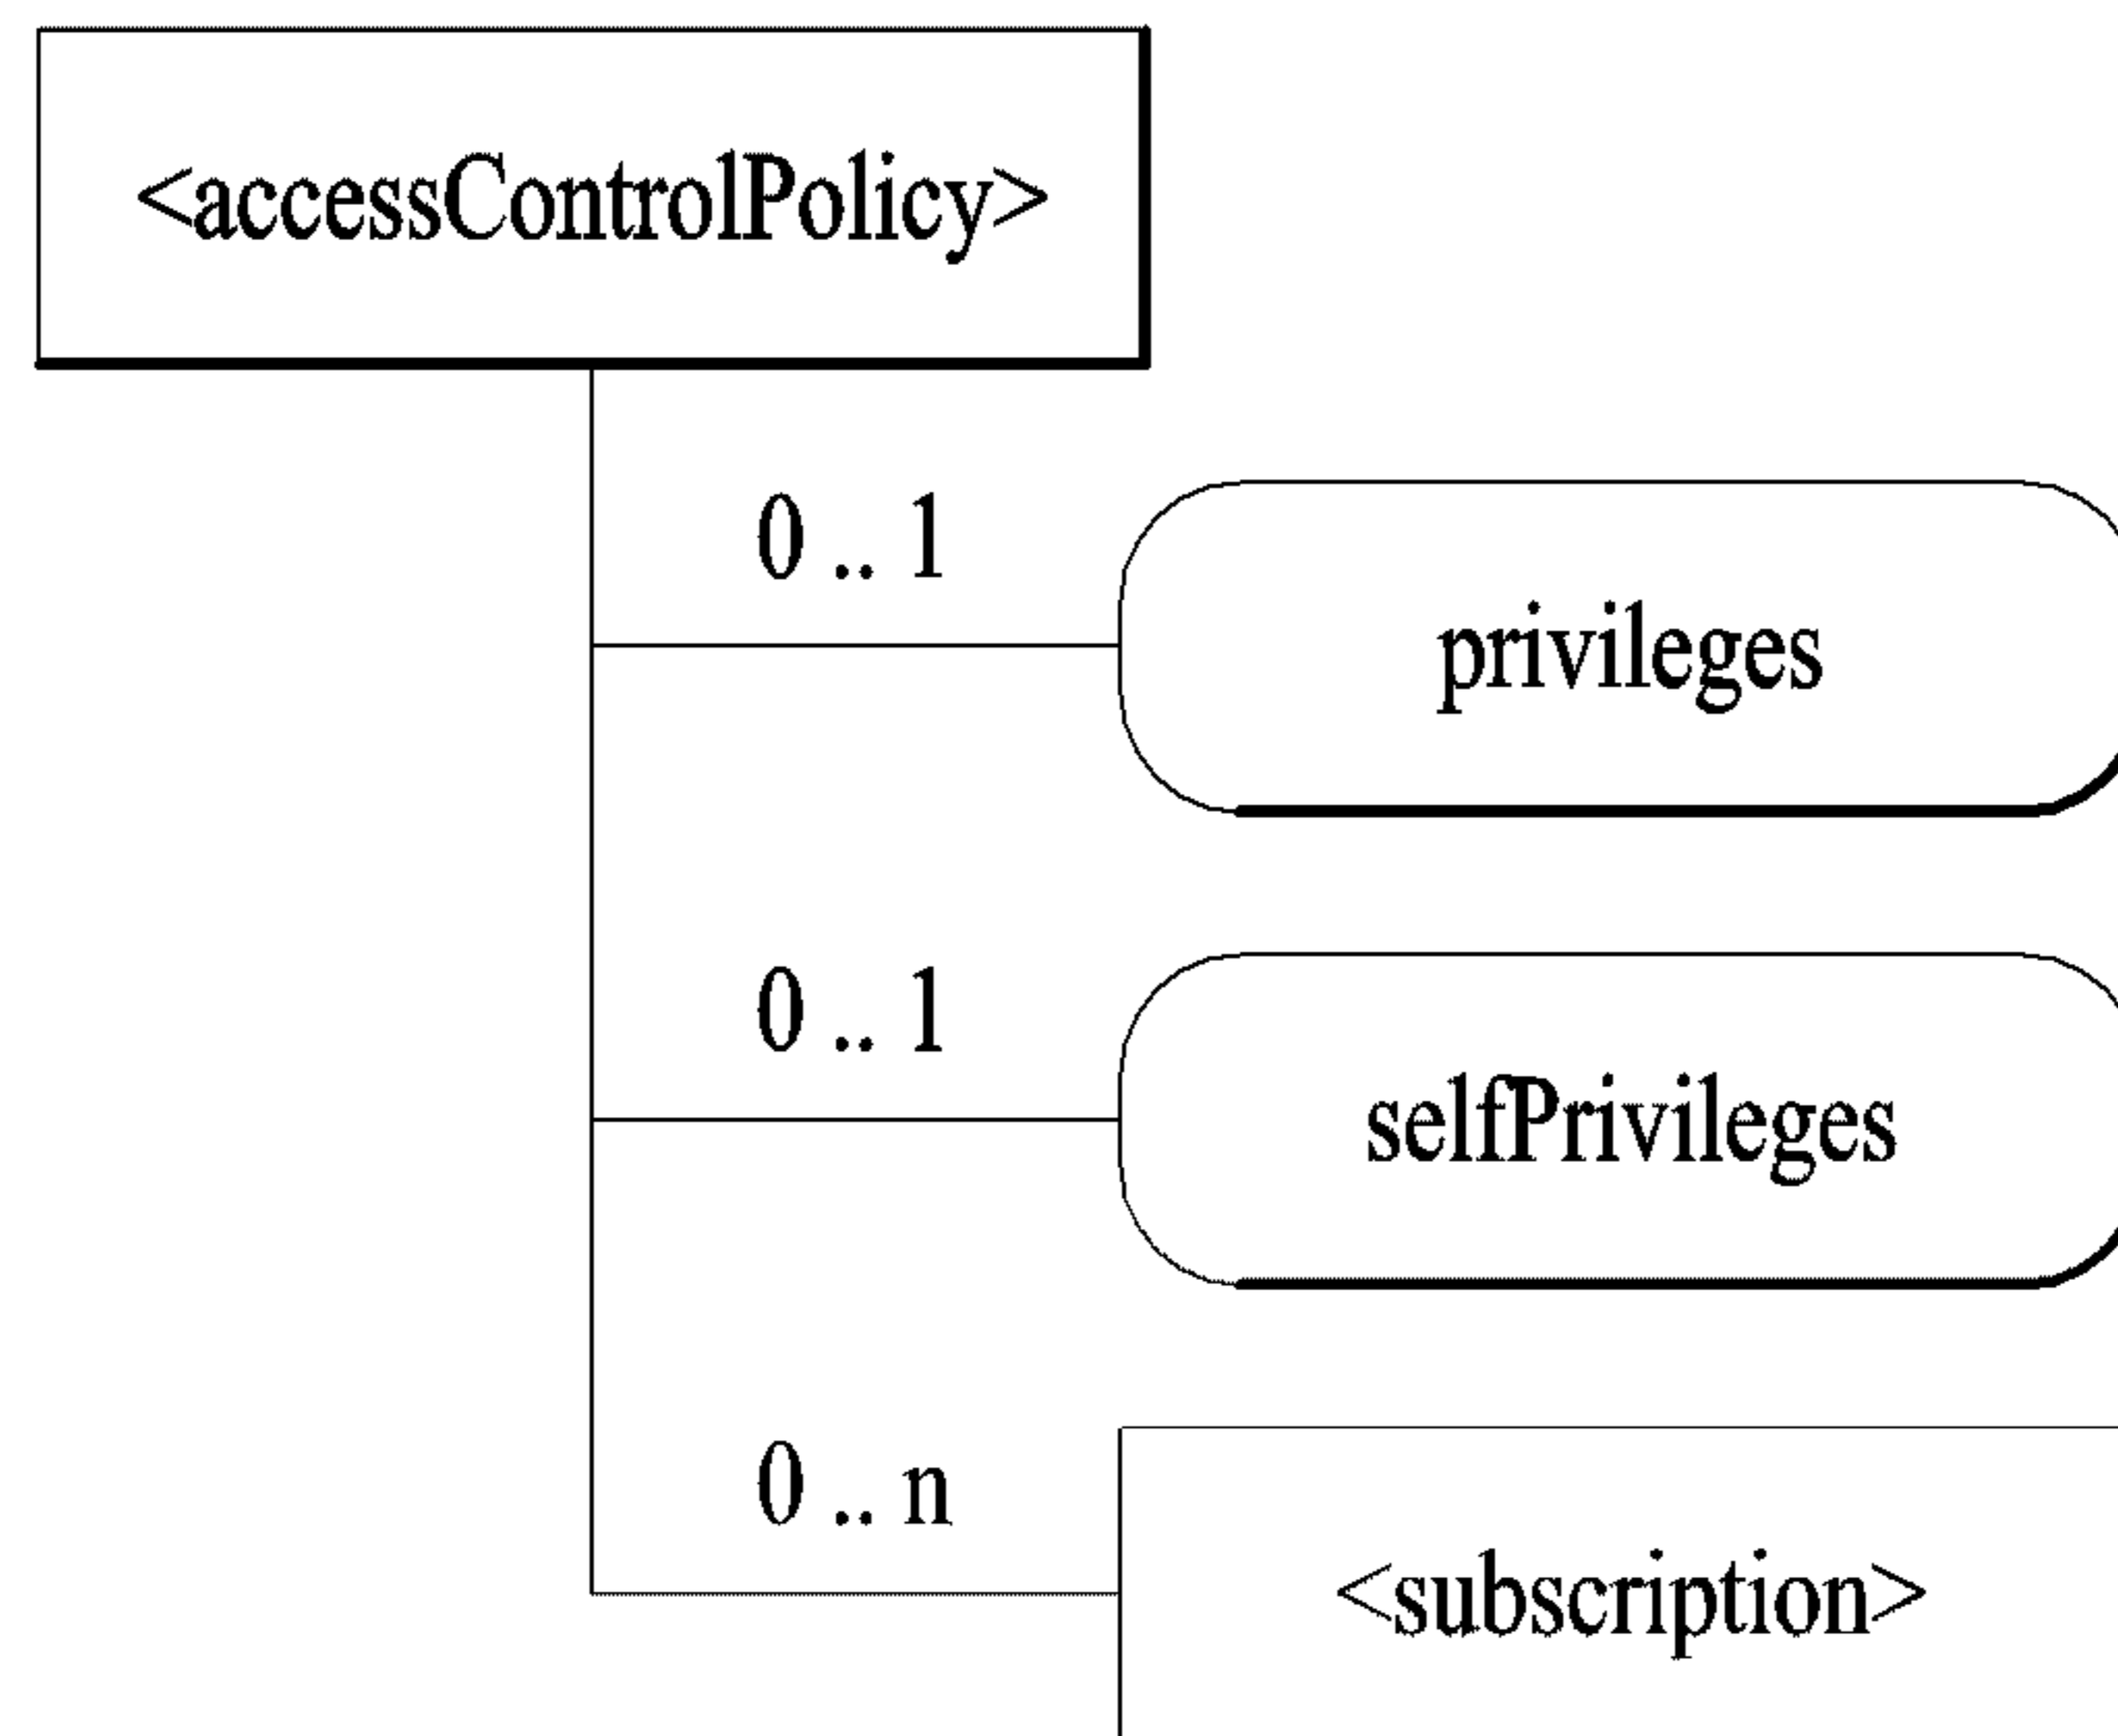 <accessControlPolicy>
0 .. 1
privileges
0 .. 1
selfPrivileges
0 .. n
<subscription>